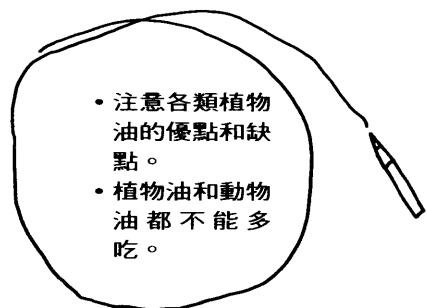 • 注意各類植物
油的優點和缺
點。
• 植物油和動物
油都不能多
吃。